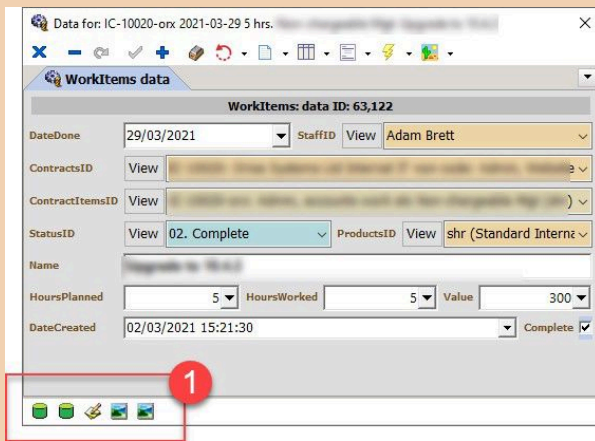 Data for: IC-10020-orx 2021-03-29 5 hrs.
WorkItems data
WorkItems: data ID: 63,122
DateDone 29/03/2021 StaffID View Adam Brett
ContractsID View
ContractItemsID View )
StatusID View 02. Complete ProductsID View shr (Standard Interna
Name
HoursPlanned 5 HoursWorked 5 Value 300
DateCreated 02/03/2021 15:21:30 Complete
1